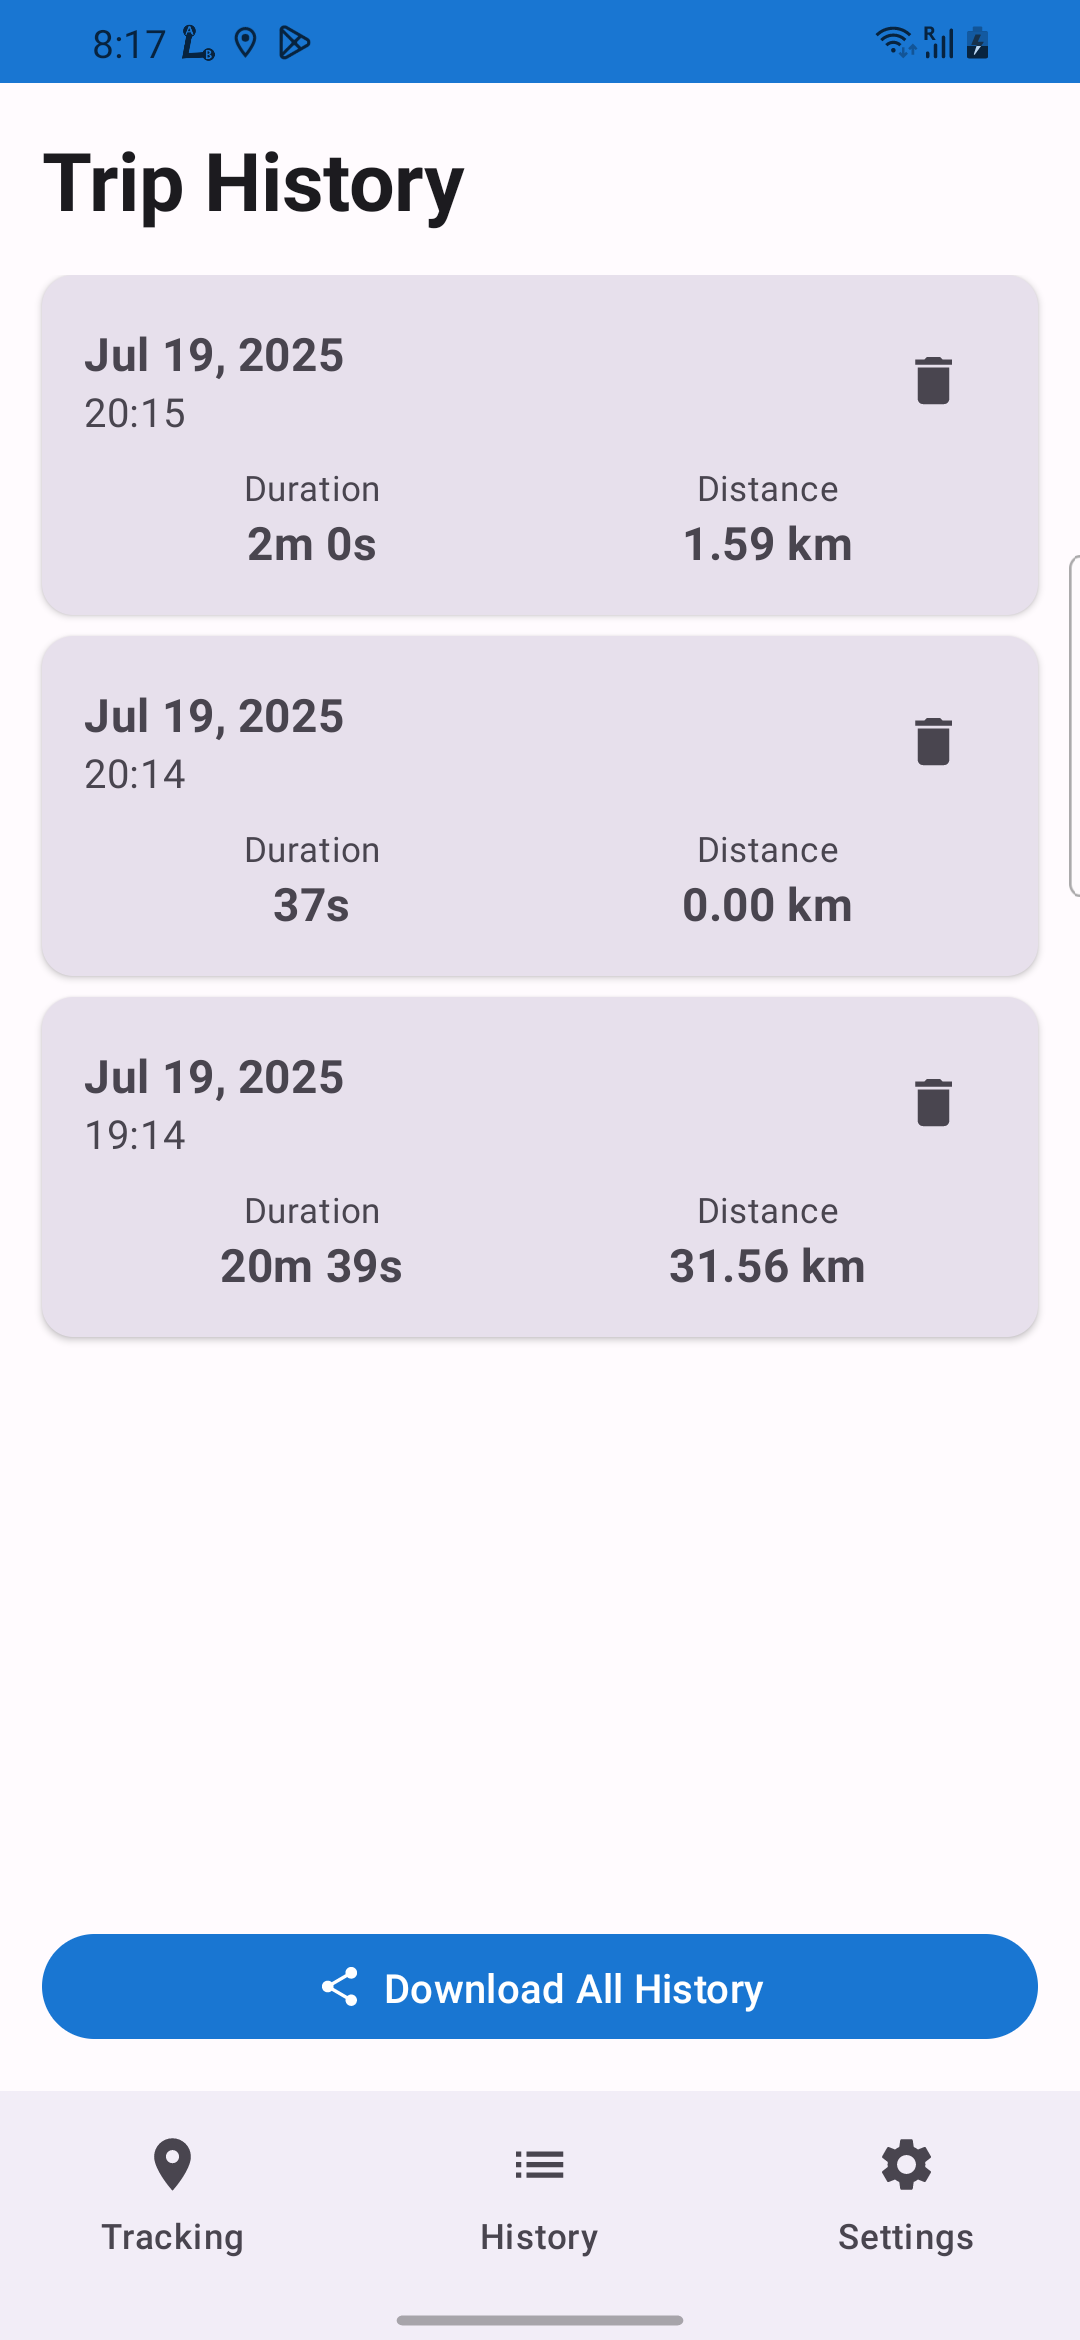 8:17
R
Trip History
Jul 19, 2025
20:15
Duration Distance
2m 0s 1.59 km
Jul 19, 2025
20:14
Duration Distance
37s 0.00 km
Jul 19, 2025
19:14
Duration Distance
20m 39s 31.56 km
Download All History
Tracking History Settings